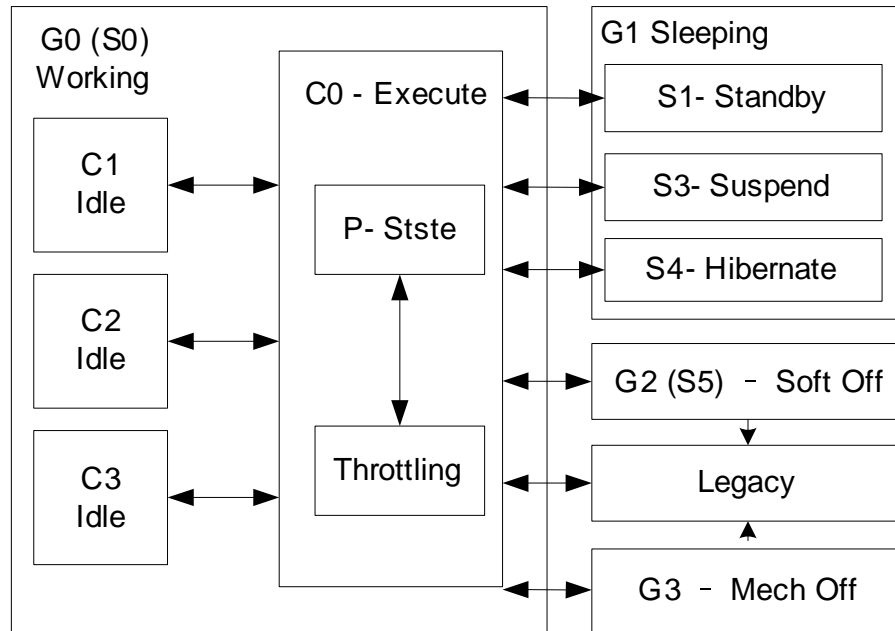 G0 (S0)
Working
C1
Idle
C2
Idle
C3
Idle
C0 - Execute
P- Stste
Throttling
G1 Sleeping
S1- Standby
S3- Suspend
S4- Hibernate
G2 (S5) – Soft Off
Legacy
G3 – Mech Off